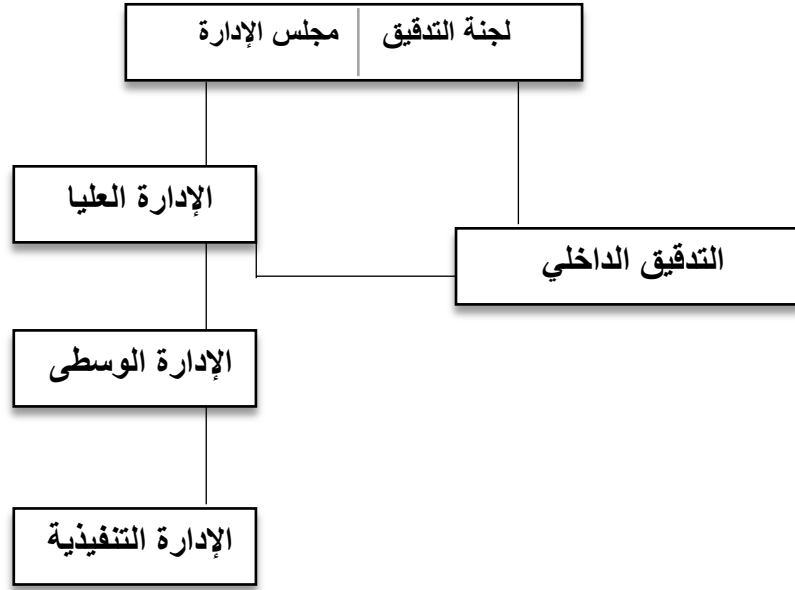 لجنة التدقيق
مجلس الإدارة
الإدارة العليا
التدقيق الداخلي
الإدارة الوسطى
الإدارة التنفيذية